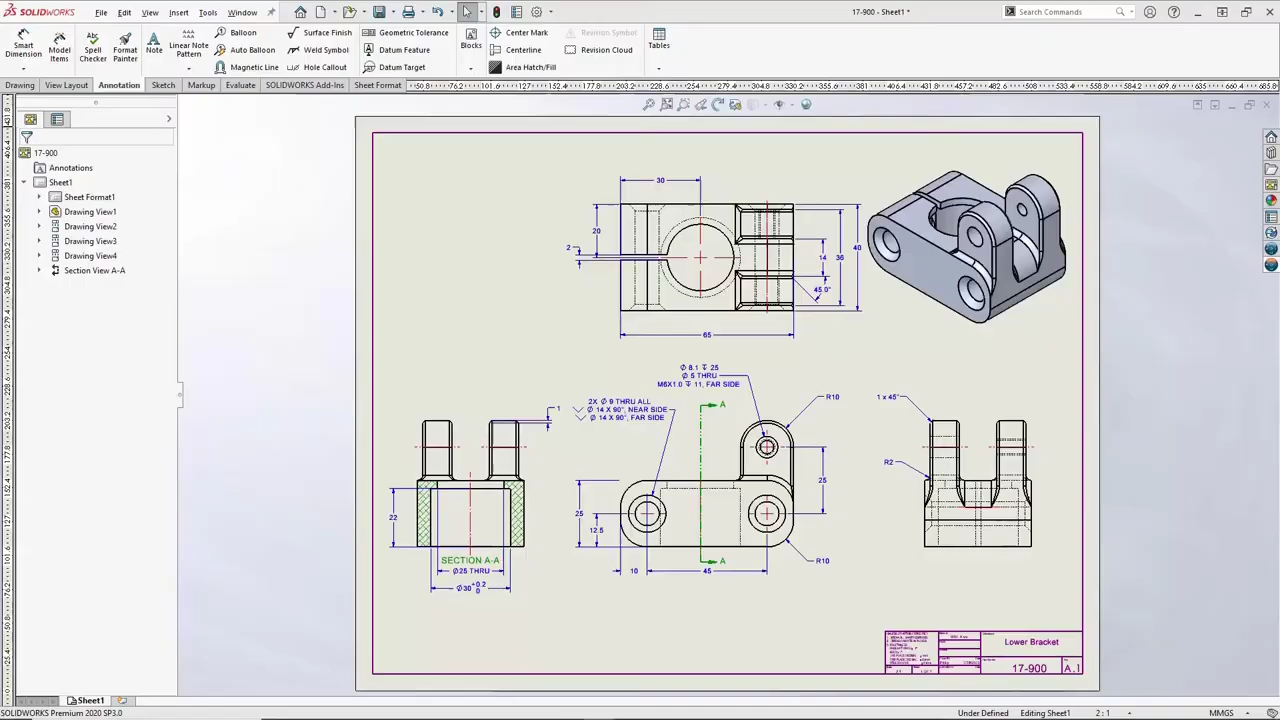 SOLIDWORKS
File Edit View Insert Tools Window
17-900 - Sheet1 *
Search Commands
Smart Dimension
Model Items
Spell Checker
Format Painter
Note
Linear Note Pattern
Balloon
Auto Balloon
Magnetic Line
Surface Finish
Weld Symbol
Hole Callout
Geometric Tolerance
Datum Feature
Datum Target
Blocks
Center Mark
Centerline
Area Hatch/Fill
Revision Symbol
Revision Cloud
Tables
Drawing View Layout Annotation Sketch Markup Evaluate SOLIDWORKS Add-Ins Sheet Format
17-900
Annotations
Sheet1
Sheet Format1
Drawing View1
Drawing View2
Drawing View3
Drawing View4
Section View A-A
30
20
2
14
36
40
45.0°
65
Ø 8.1 ↧ 25
Ø 5 THRU
M6X1.0 ↧ 11, FAR SIDE
2X Ø 9 THRU ALL
⌵ Ø 14 X 90°, NEAR SIDE
⌵ Ø 14 X 90°, FAR SIDE
A
R10
1 x 45°
1
R2
22
25
12.5
25
SECTION A-A
Ø25 THRU
Ø30 +0.2 0
A
R10
10
45
Lower Bracket
17-900
A.1
Sheet1
SOLIDWORKS Premium 2020 SP3.0
Under Defined
Editing Sheet1
2 : 1
MMGS